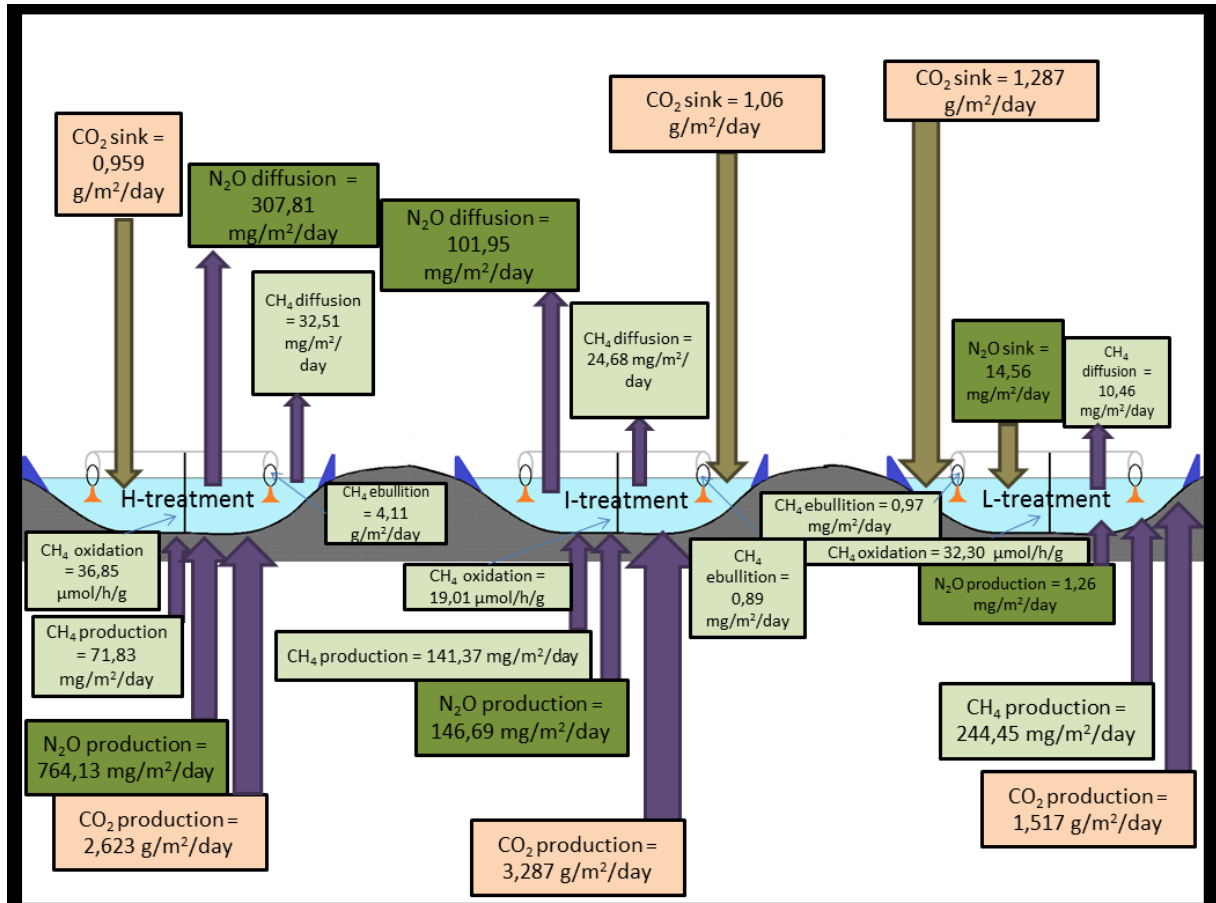 CO₂ sink =
0,959
g/m²/day
N₂O diffusion =
307,81
mg/m²/day
CH₄ diffusion
= 32,51
mg/m²/
day
N₂O diffusion =
101,95
mg/m²/day
CH₄ diffusion =
24,68 mg/m²/
day
CO₂ sink = 1,06
g/m²/day
CO₂ sink = 1,287
g/m²/day
N₂O sink =
14,56
mg/m²/day
CH₄
diffusion =
10,46
mg/m²/day
H-treatment
I-treatment
L-treatment
CH₄ ebullition
= 4,11
g/m²/day
CH₄ oxidation
= 36,85
µmol/h/g
CH₄ production
= 71,83
mg/m²/day
N₂O production =
764,13 mg/m²/day
CO₂ production =
2,623 g/m²/day
CH₄ oxidation =
19,01 µmol/h/g
CH₄ production = 141,37 mg/m²/day
N₂O production =
146,69 mg/m²/day
CO₂ production =
3,287 g/m²/day
CH₄
ebullition =
0,89
mg/m²/day
CH₄ ebullition = 0,97
mg/m²/day
CH₄ oxidation = 32,30 µmol/h/g
N₂O production = 1,26
mg/m²/day
CH₄ production =
244,45 mg/m²/day
CO₂ production =
1,517 g/m²/day